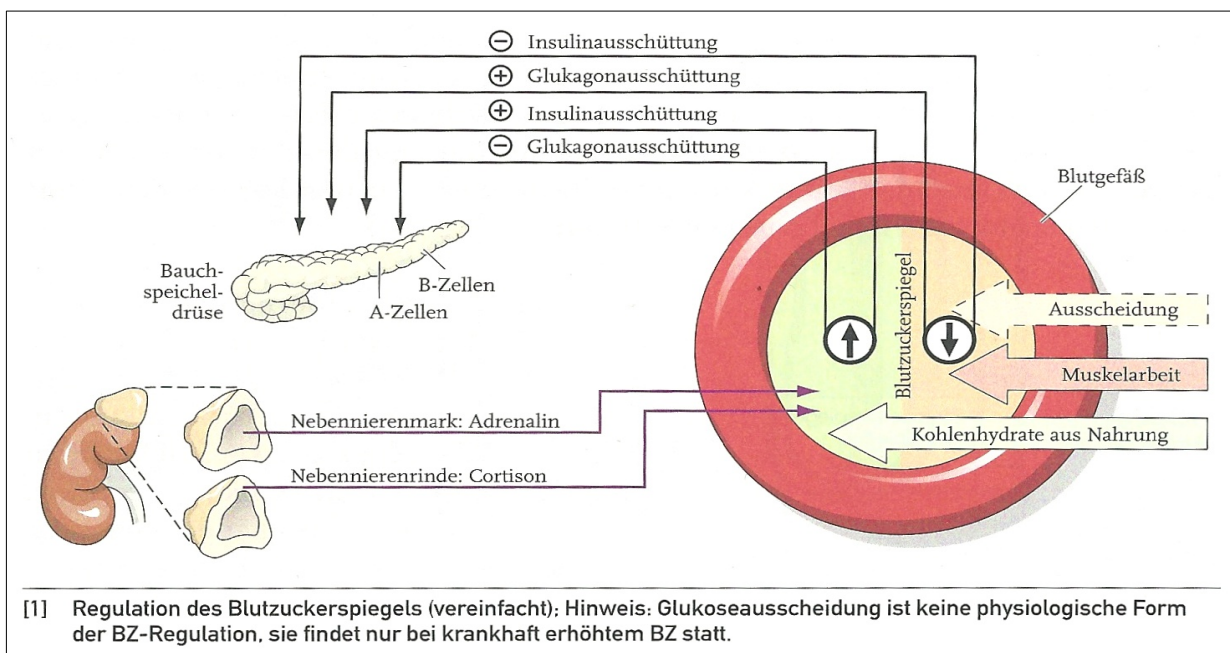 ⊖ Insulinausschüttung
⊕ Glukagonausschüttung
⊕ Insulinausschüttung
⊖ Glukagonausschüttung
Blutgefäß
Bauch-
speichel-
drüse
B-Zellen
A-Zellen
Blutzuckerspiegel
Ausscheidung
Muskelarbeit
Kohlenhydrate aus Nahrung
Nebennierenmark: Adrenalin
Nebennierenrinde: Cortison
[1] Regulation des Blutzuckerspiegels (vereinfacht); Hinweis: Glukoseausscheidung ist keine physiologische Form
der BZ-Regulation, sie findet nur bei krankhaft erhöhtem BZ statt.